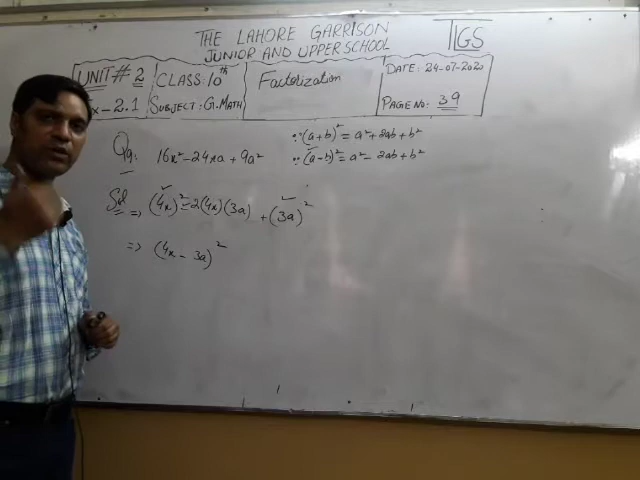 THE LAHORE GARRISON
JUNIOR AND UPPER SCHOOL
LGS
UNIT # 2
x - 2.1
CLASS: 10th
SUBJECT: G.MATH
Factorization
DATE: 24-07-2020
PAGE NO: 39
Q9: 16x² - 24xa + 9a²
∵ (a+b)² = a² + 2ab + b²
∵ (a-b)² = a² - 2ab + b²
Sol => (4x)² - 2(4x)(3a) + (3a)²
=> (4x - 3a)²